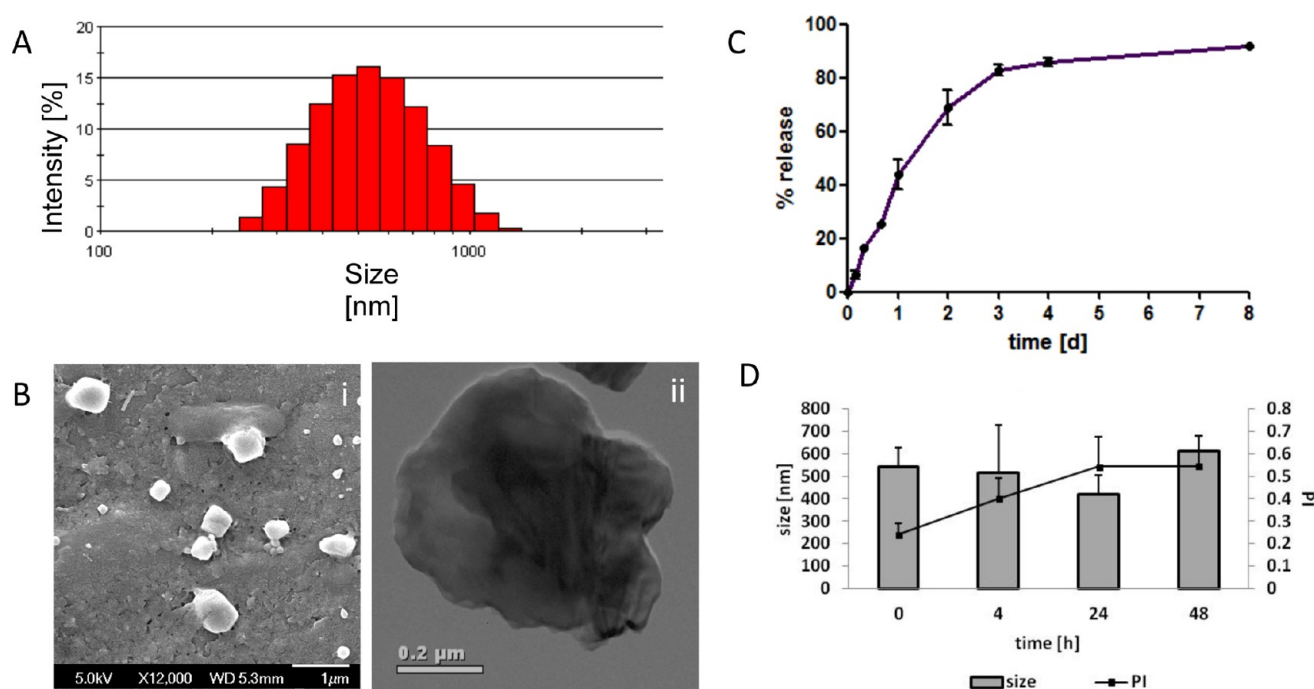 A
Intensity [%]
20
15
10
5
0
100
1000
Size
[nm]
C
% release
100
80
60
40
20
0
0 1 2 3 4 5 6 7 8
time [d]
B
i
5.0kV X12,000 WD 5.3mm 1µm
ii
0.2 µm
D
size [nm]
800
700
600
500
400
300
200
100
0
0.8
0.7
0.6
0.5
0.4
0.3
0.2
0.1
0
PI
0 4 24 48
time [h]
size PI